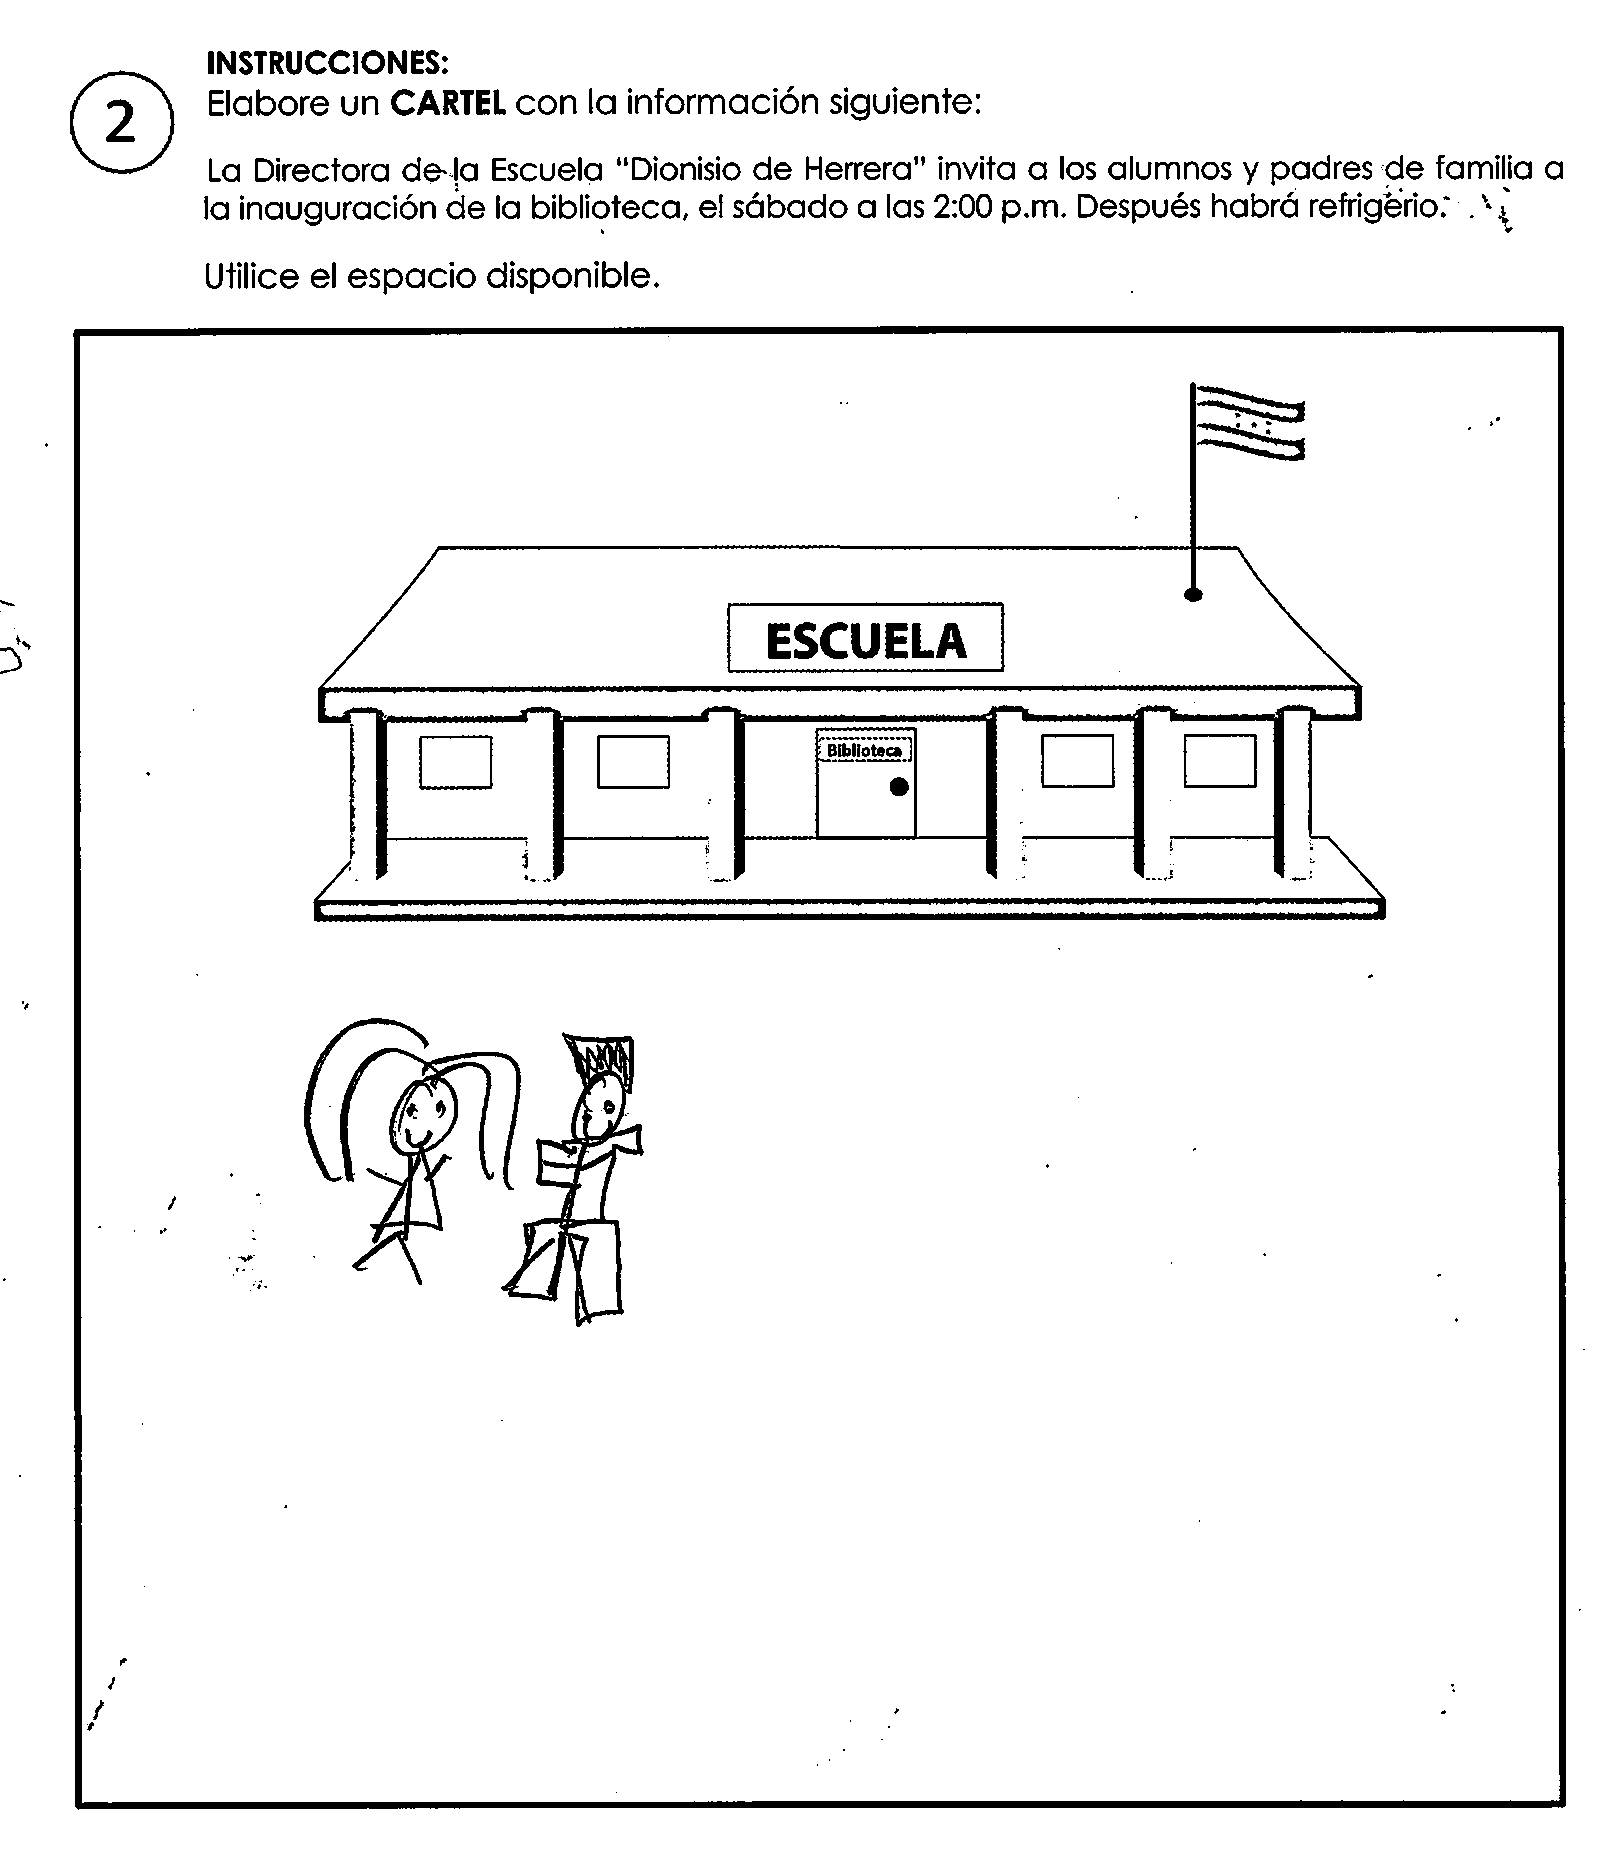 INSTRUCCIONES:
2
Elabore un CARTEL con la información siguiente:
La Directora de la Escuela "Dionisio de Herrera" invita a los alumnos y padres de familia a
la inauguración de la biblioteca, el sábado a las 2:00 p.m. Después habrá refrigerio.
Utilice el espacio disponible.
ESCUELA
Biblioteca